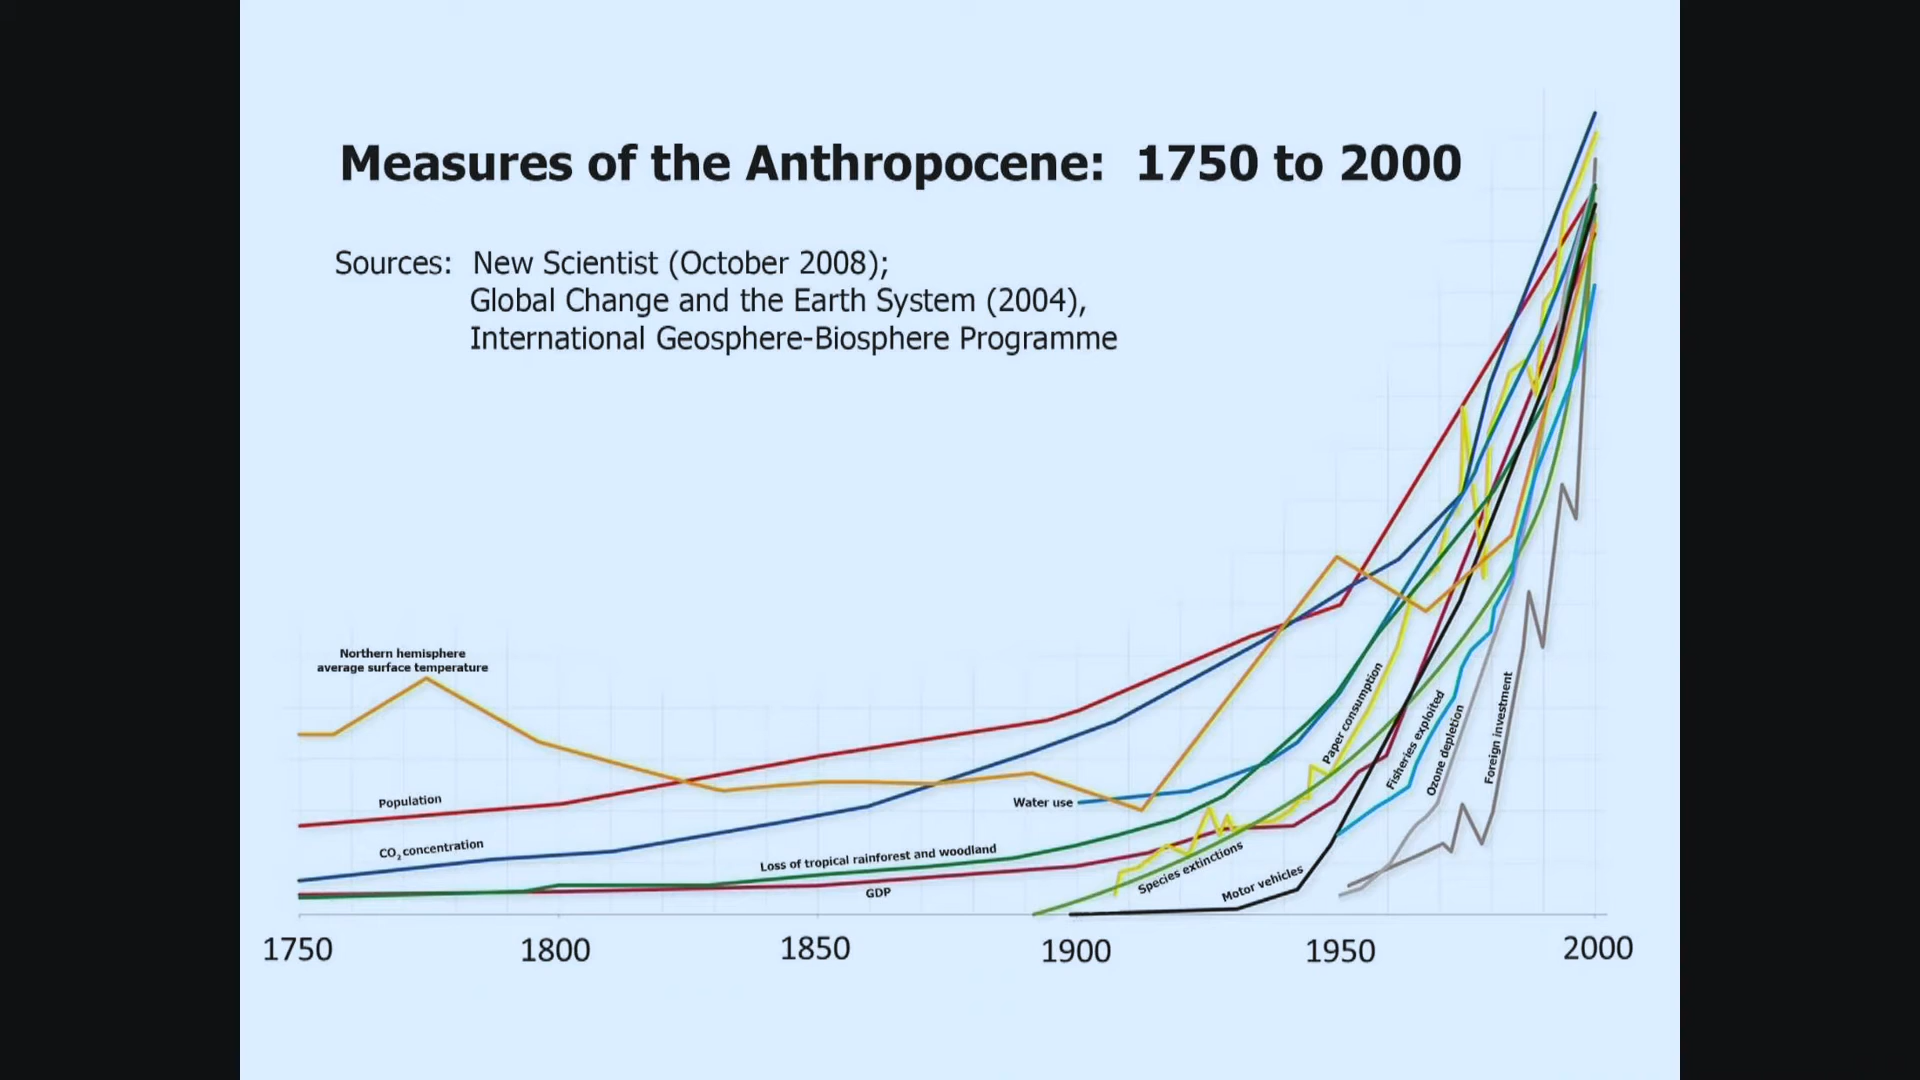 Measures of the Anthropocene: 1750 to 2000
Sources: New Scientist (October 2008);
Global Change and the Earth System (2004),
International Geosphere-Biosphere Programme
Northern hemisphere
average surface temperature
Population
CO₂ concentration
Loss of tropical rainforest and woodland
GDP
Water use
Species extinctions
Motor vehicles
Paper consumption
Fisheries exploited
Ozone depletion
Foreign investment
1750 1800 1850 1900 1950 2000